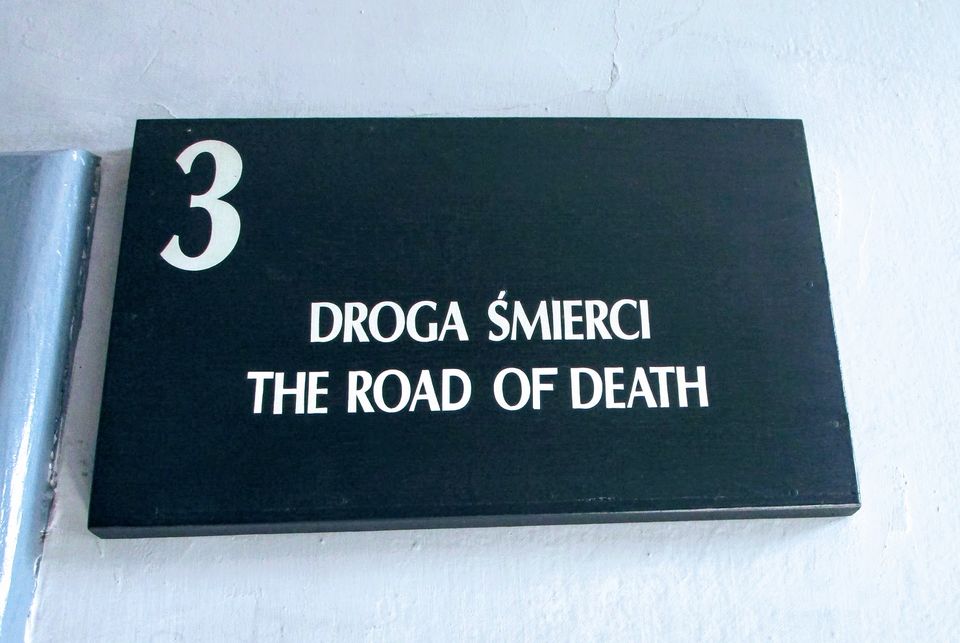 3
DROGA ŚMIERCI
THE ROAD OF DEATH